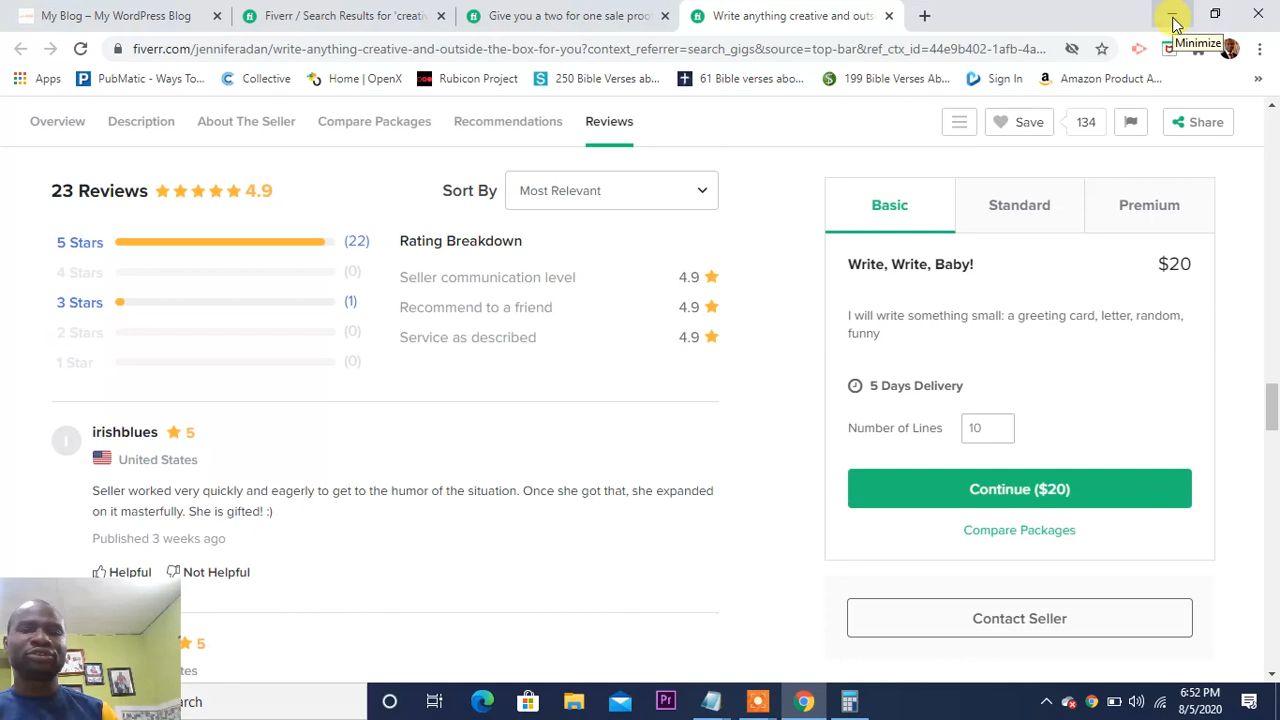 My Blog – My WordPress Blog
Fiverr / Search Results for 'creati
Give you a two for one sale proof
Write anything creative and outs
Minimize
fiverr.com/jenniferadan/write-anything-creative-and-outside-the-box-for-you?context_referrer=search_gigs&source=top-bar&ref_ctx_id=44e9b402-1afb-4a...
Apps
PubMatic - Ways To...
Collective
Home | OpenX
Rubicon Project
250 Bible Verses ab...
61 Bible verses abo...
199 Bible Verses Ab...
Sign In
Amazon Product A...
Overview
Description
About The Seller
Compare Packages
Recommendations
Reviews
Save
134
Share
23 Reviews 4.9
Sort By
Most Relevant
5 Stars (22)
4 Stars (0)
3 Stars (1)
2 Stars (0)
1 Star (0)
Rating Breakdown
Seller communication level 4.9
Recommend to a friend 4.9
Service as described 4.9
I
irishblues 5
United States
Seller worked very quickly and eagerly to get to the humor of the situation. Once she got that, she expanded
on it masterfully. She is gifted! :)
Published 3 weeks ago
Helpful
Not Helpful
5
tes
Basic
Standard
Premium
Write, Write, Baby! $20
I will write something small: a greeting card, letter, random,
funny
5 Days Delivery
Number of Lines 10
Continue ($20)
Compare Packages
Contact Seller
arch
Pr
6:52 PM
8/5/2020